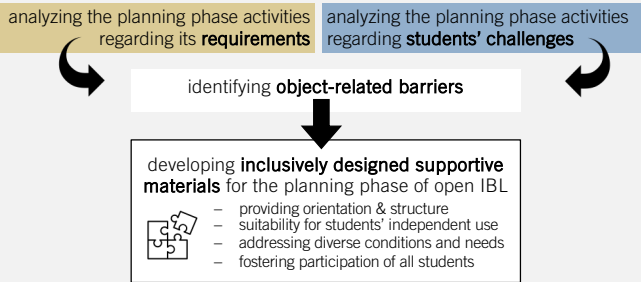 analyzing the planning phase activities
regarding its requirements
analyzing the planning phase activities
regarding students' challenges
identifying object-related barriers
developing inclusively designed supportive
materials for the planning phase of open IBL
– providing orientation & structure
– suitability for students' independent use
– addressing diverse conditions and needs
– fostering participation of all students